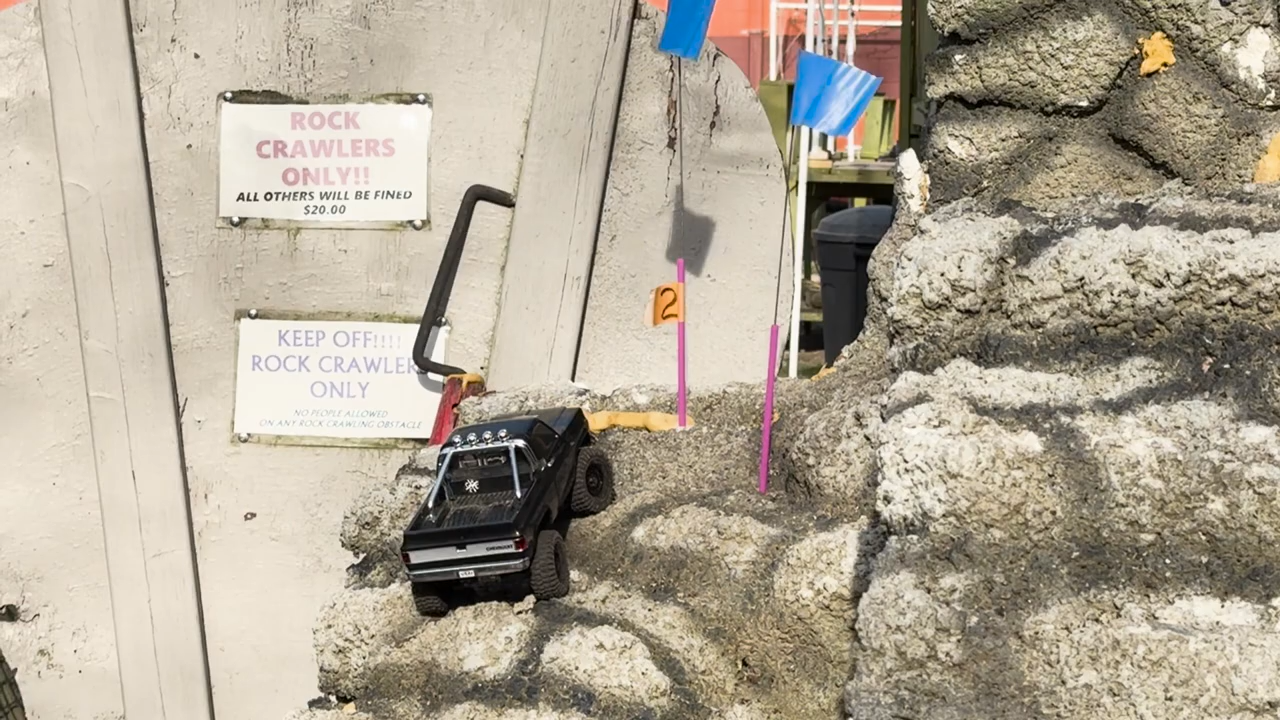 ROCK
CRAWLERS
ONLY!!
ALL OTHERS WILL BE FINED
$20.00
2
KEEP OFF!!!!
ROCK CRAWLER
ONLY
NO PEOPLE ALLOWED
ON ANY ROCK CRAWLING OBSTACLE
CHEVROLET